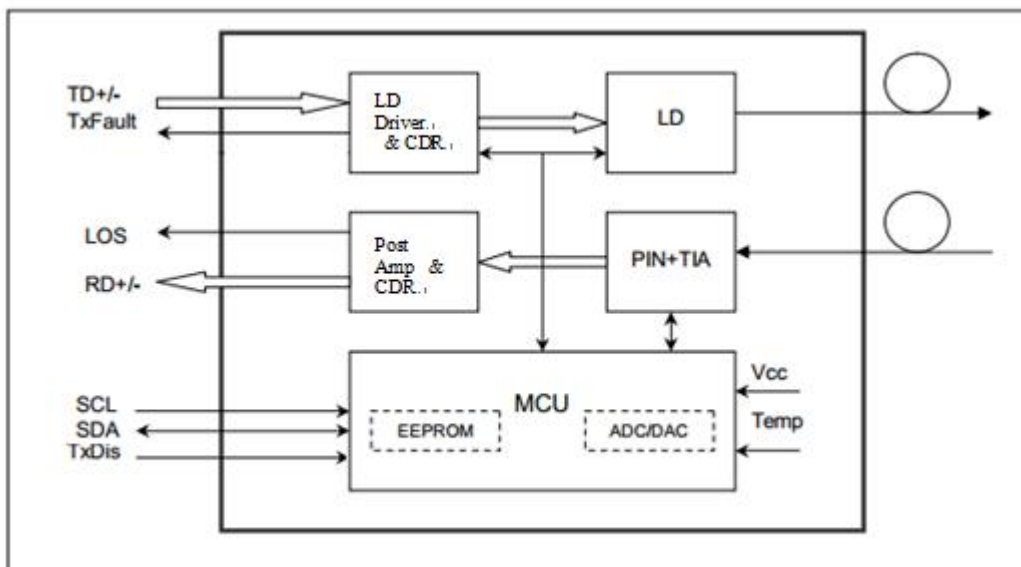 TD+/-
TxFault
LD
Driver.
& CDR.
LD
LOS
RD+/-
Post
Amp &
CDR.
PIN+TIA
SCL
SDA
TxDis
MCU
EEPROM
ADC/DAC
Vcc
Temp